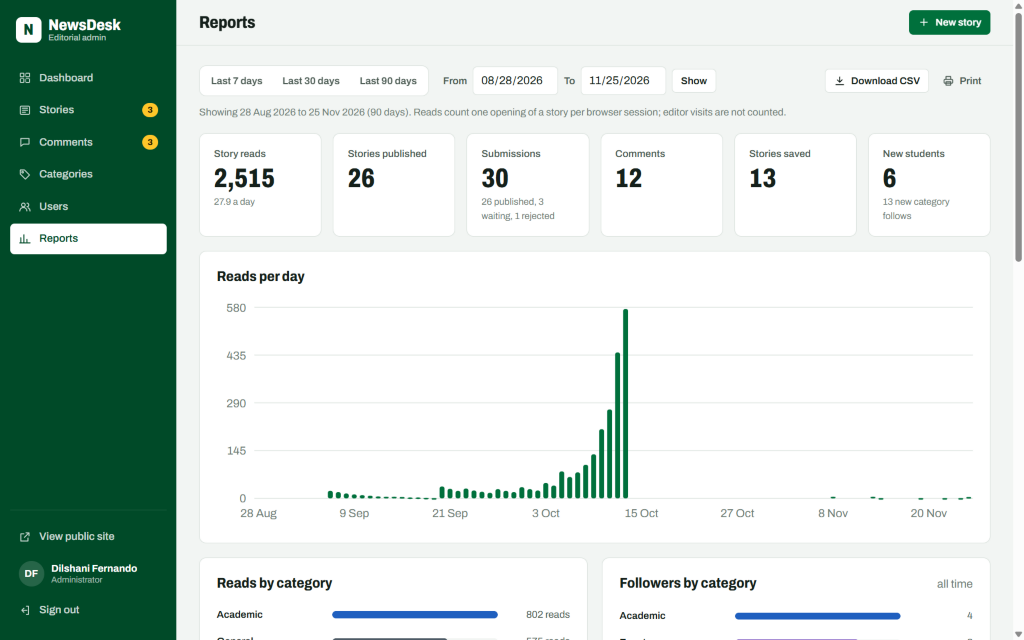 N
NewsDesk
Editorial admin
Dashboard
Stories 3
Comments 3
Categories
Users
Reports
View public site
DF
Dilshani Fernando
Administrator
Sign out
Reports
+ New story
Last 7 days Last 30 days Last 90 days From 08/28/2026 To 11/25/2026 Show Download CSV Print
Showing 28 Aug 2026 to 25 Nov 2026 (90 days). Reads count one opening of a story per browser session; editor visits are not counted.
Story reads
2,515
27.9 a day
Stories published
26
Submissions
30
26 published, 3
waiting, 1 rejected
Comments
12
Stories saved
13
New students
6
13 new category
follows
Reads per day
580
435
290
145
0
28 Aug 9 Sep 21 Sep 3 Oct 15 Oct 27 Oct 8 Nov 20 Nov
Reads by category
Academic 802 reads
Followers by category all time
Academic 4